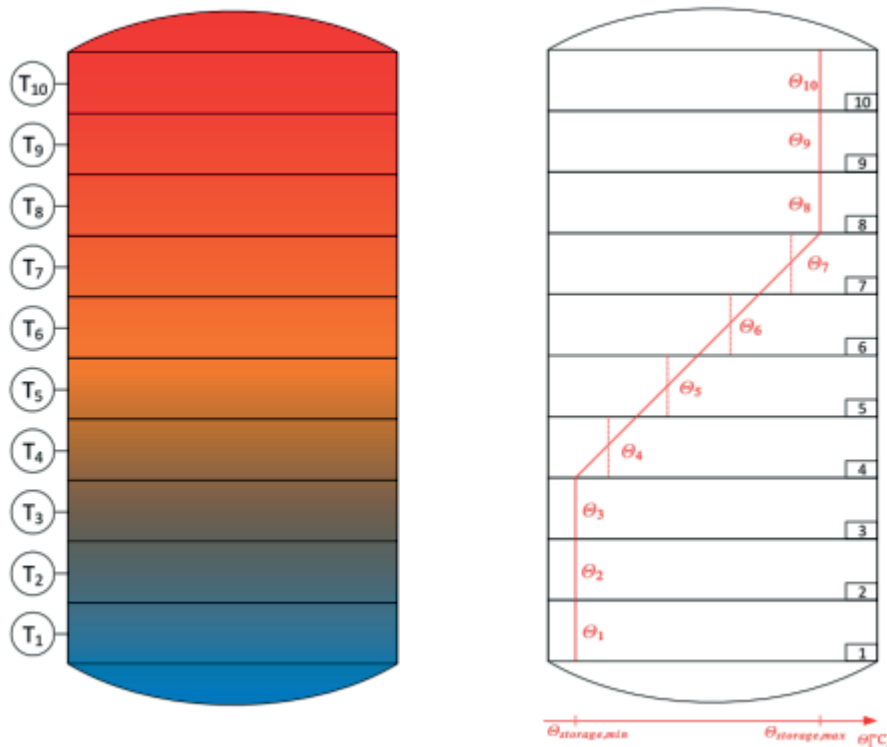 T₁₀
T₉
T₈
T₇
T₆
T₅
T₄
T₃
T₂
T₁
Θ₁₀
10
Θ₉
9
Θ₈
8
Θ₇
7
Θ₆
6
Θ₅
5
Θ₄
4
Θ₃
3
Θ₂
2
Θ₁
1
Θstorage,min Θstorage,max Θ[°C